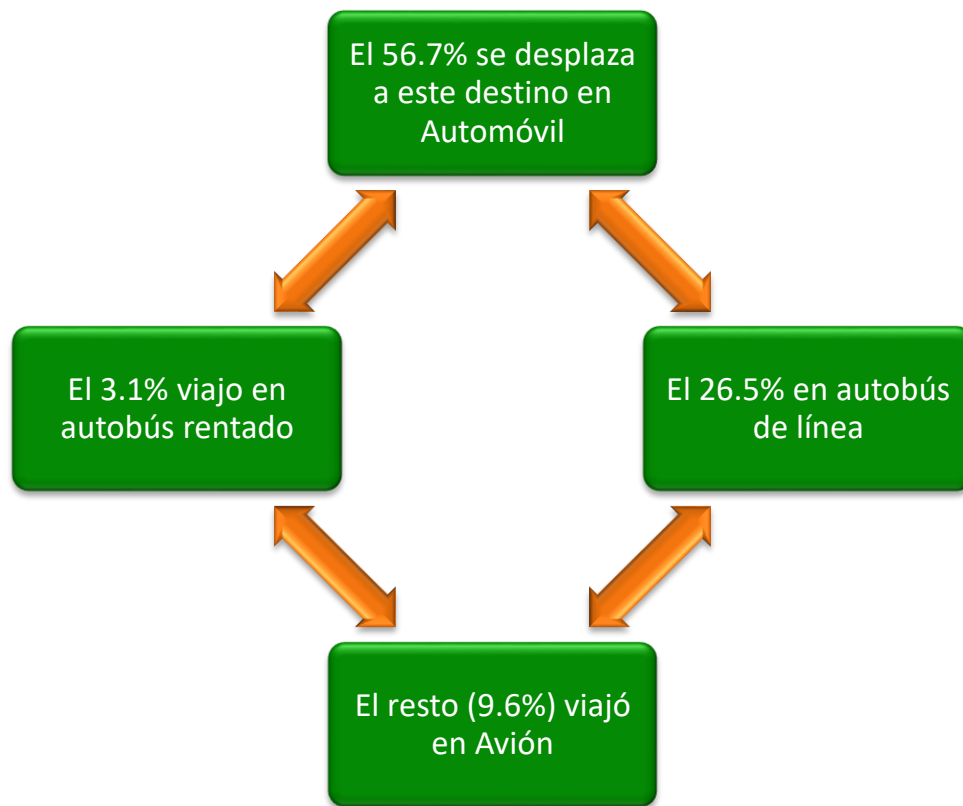 El 56.7% se desplaza
a este destino en
Automóvil
El 3.1% viajo en
autobús rentado
El 26.5% en autobús
de línea
El resto (9.6%) viajó
en Avión